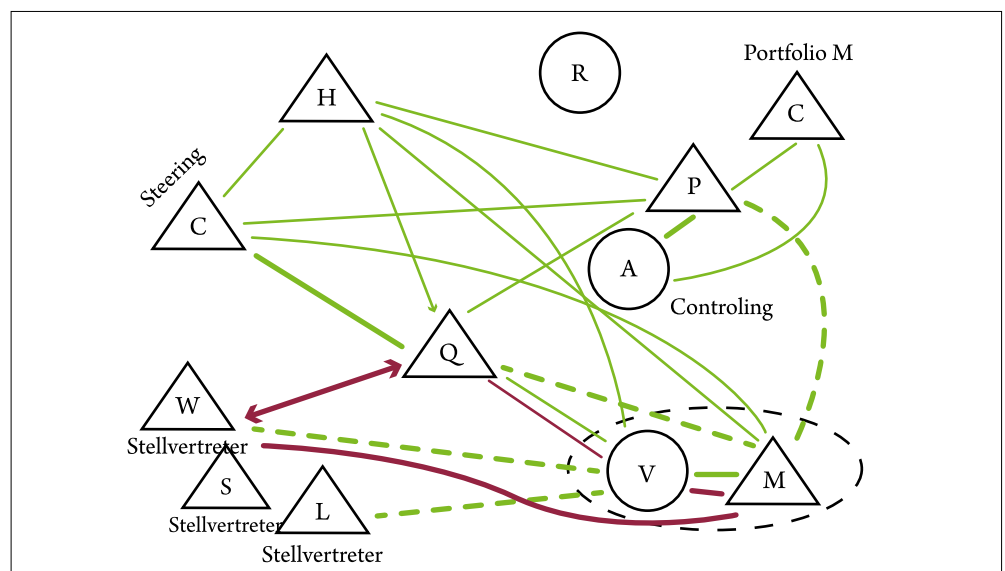 R
Portfolio M
H
C
Steering
P
C
A
Controling
Q
W
Stellvertreter
V
M
S
L
Stellvertreter
Stellvertreter